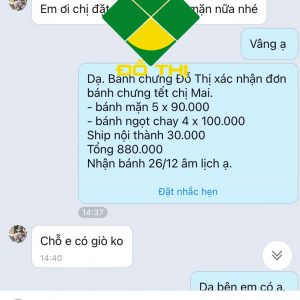 Em ơi chị đặt
mặn nữa nhé
Vâng ạ
ĐỖ THỊ
Dạ. Bánh chưng Đỗ Thị xác nhận đơn
bánh chưng tết chị Mai.
- bánh mặn 5 x 90.000
- bánh ngọt chay 4 x 100.000
Ship nội thành 30.000
Tổng 880.000
Nhận bánh 26/12 âm lịch ạ.
Đặt nhắc hẹn
14:37
Chỗ e có giò ko
14:40
Dạ bên em có ạ.